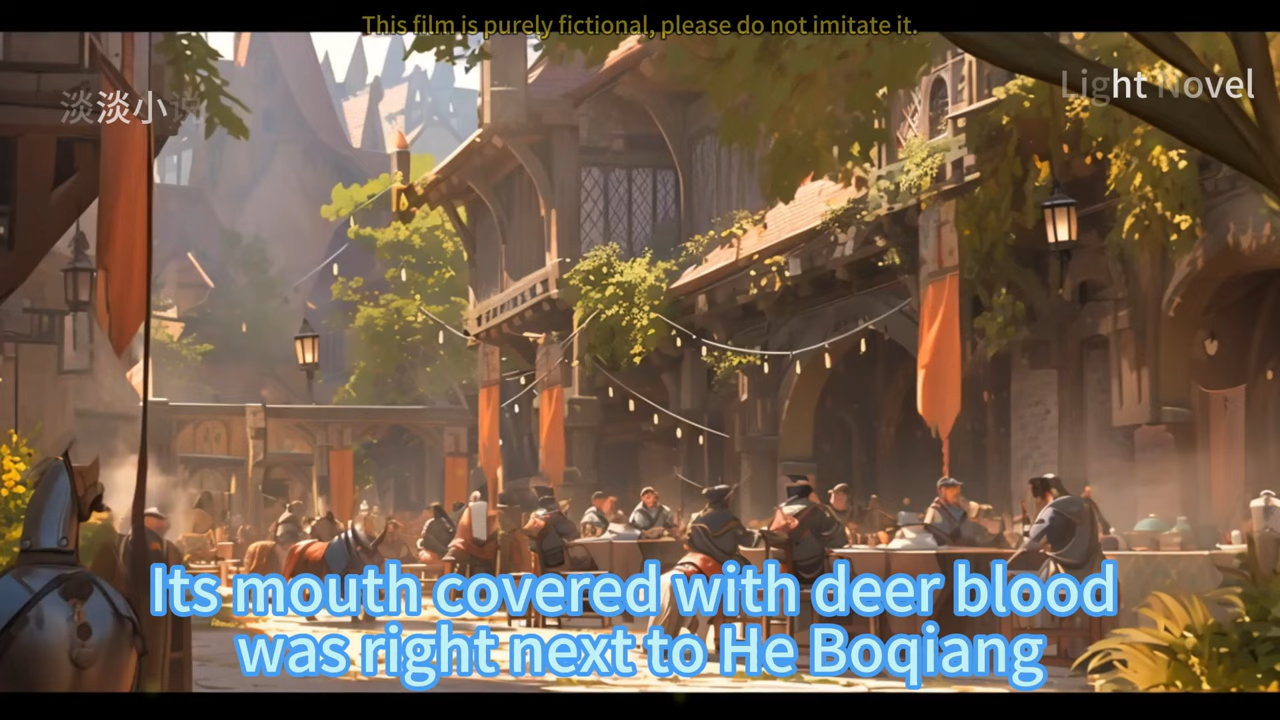 This film is purely fictional, please do not imitate it.
淡淡小说
Light Novel
Its mouth covered with deer blood
was right next to He Boqiang